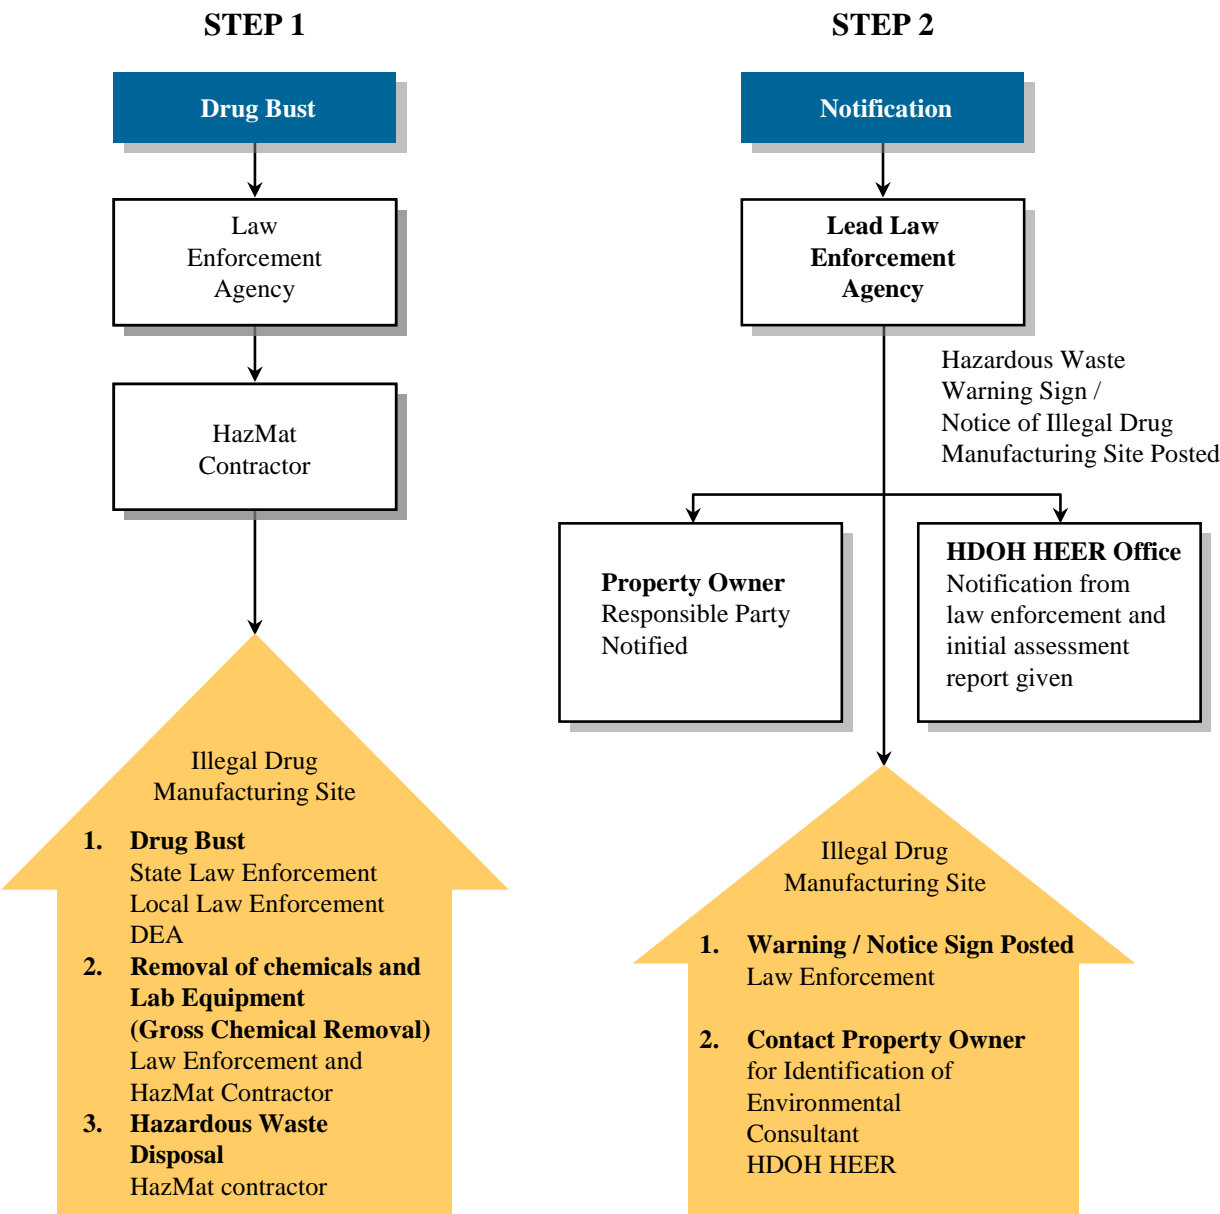 STEP 1
Drug Bust
Law
Enforcement
Agency
HazMat
Contractor
Illegal Drug
Manufacturing Site
1. Drug Bust
State Law Enforcement
Local Law Enforcement
DEA
2. Removal of chemicals and
Lab Equipment
(Gross Chemical Removal)
Law Enforcement and
HazMat Contractor
3. Hazardous Waste
Disposal
HazMat contractor
STEP 2
Notification
Lead Law
Enforcement
Agency
Hazardous Waste
Warning Sign /
Notice of Illegal Drug
Manufacturing Site Posted
Property Owner
Responsible Party
Notified
HDOH HEER Office
Notification from
law enforcement and
initial assessment
report given
Illegal Drug
Manufacturing Site
1. Warning / Notice Sign Posted
Law Enforcement
2. Contact Property Owner
for Identification of
Environmental
Consultant
HDOH HEER